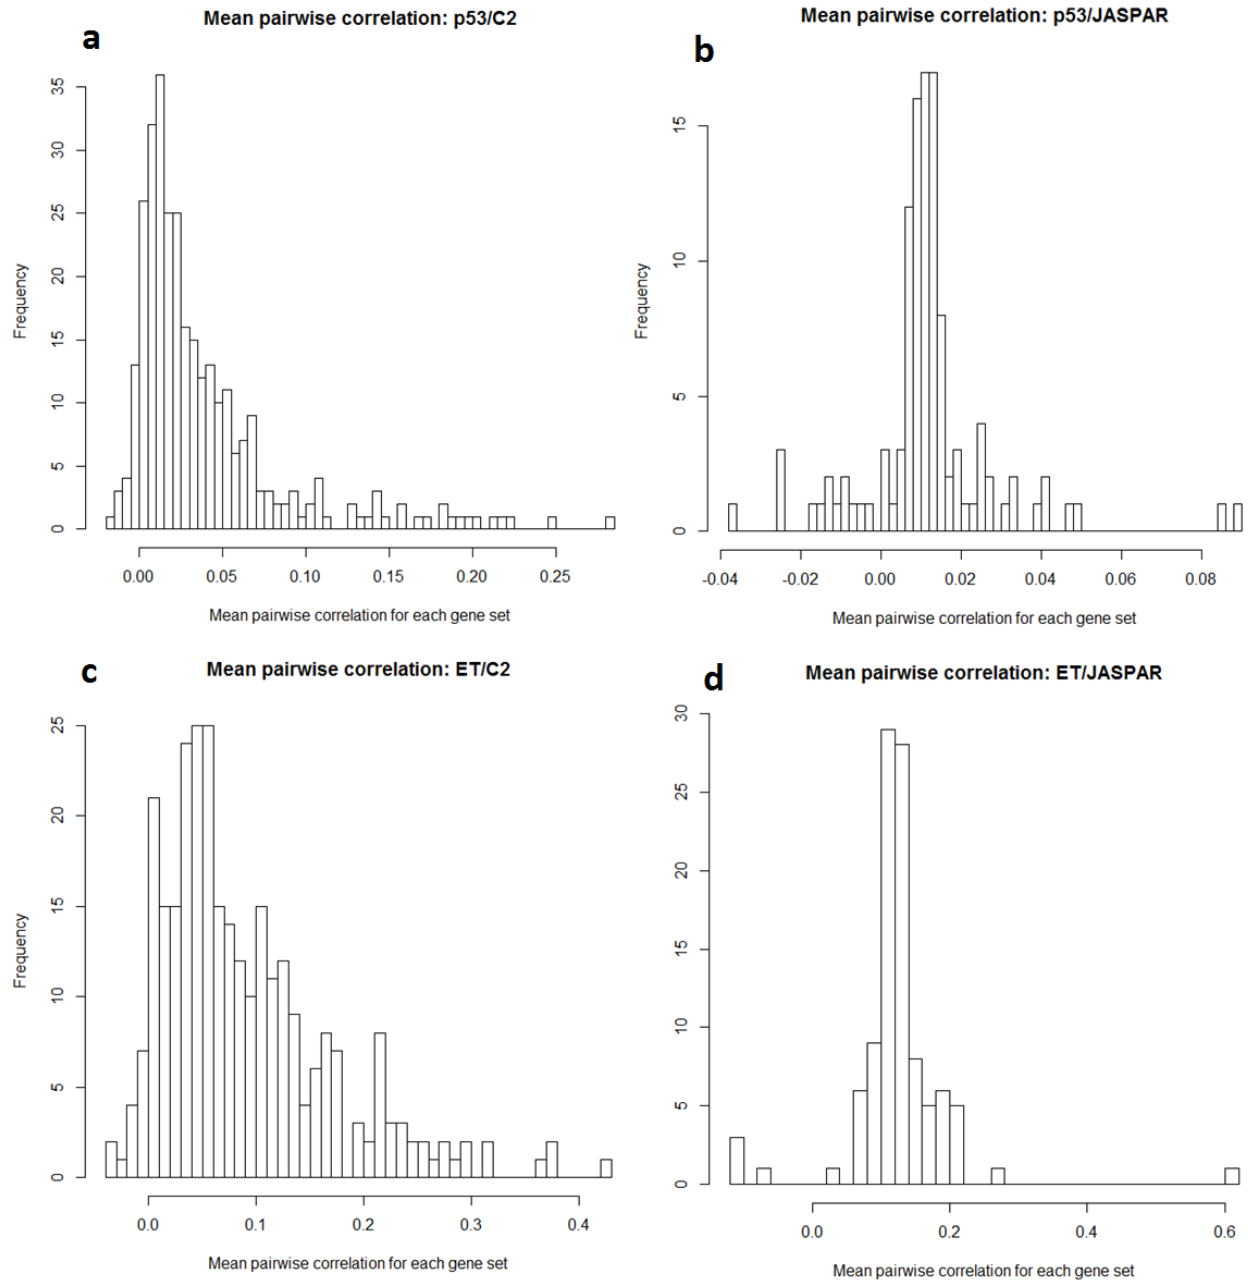 a
Mean pairwise correlation: p53/C2
Frequency
35
30
25
20
15
10
5
0
0.00 0.05 0.10 0.15 0.20 0.25
Mean pairwise correlation for each gene set
b
Mean pairwise correlation: p53/JASPAR
Frequency
15
10
5
0
-0.04 -0.02 0.00 0.02 0.04 0.06 0.08
Mean pairwise correlation for each gene set
c
Mean pairwise correlation: ET/C2
Frequency
25
20
15
10
5
0
0.0 0.1 0.2 0.3 0.4
Mean pairwise correlation for each gene set
d
Mean pairwise correlation: ET/JASPAR
30
25
20
15
10
5
0
0.0 0.2 0.4 0.6
Mean pairwise correlation for each gene set